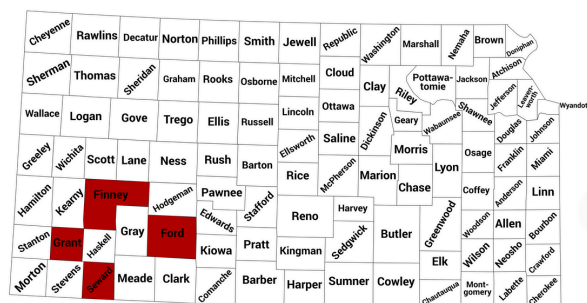 Cheyenne
Rawlins
Decatur
Norton
Phillips
Smith
Jewell
Republic
Washington
Marshall
Nemaha
Brown
Doniphan
Sherman
Thomas
Sheridan
Graham
Rooks
Osborne
Mitchell
Cloud
Clay
Riley
Pottawa-
tomie
Jackson
Atchison
Jefferson
Leaven-
worth
Wyandot
Wallace
Logan
Gove
Trego
Ellis
Russell
Lincoln
Ottawa
Saline
Dickinson
Geary
Wabaunsee
Shawnee
Douglas
Johnson
Greeley
Wichita
Scott
Lane
Ness
Rush
Barton
Ellsworth
Rice
McPherson
Marion
Morris
Chase
Lyon
Osage
Franklin
Miami
Hamilton
Kearny
Finney
Hodgeman
Pawnee
Edwards
Stafford
Reno
Harvey
Sedgwick
Butler
Greenwood
Coffey
Anderson
Linn
Woodson
Allen
Bourbon
Stanton
Grant
Haskell
Gray
Ford
Kiowa
Pratt
Kingman
Elk
Wilson
Neosho
Crawford
Morton
Stevens
Seward
Meade
Clark
Comanche
Barber
Harper
Sumner
Cowley
Chautauqua
Mont-
gomery
Labette
Cherokee